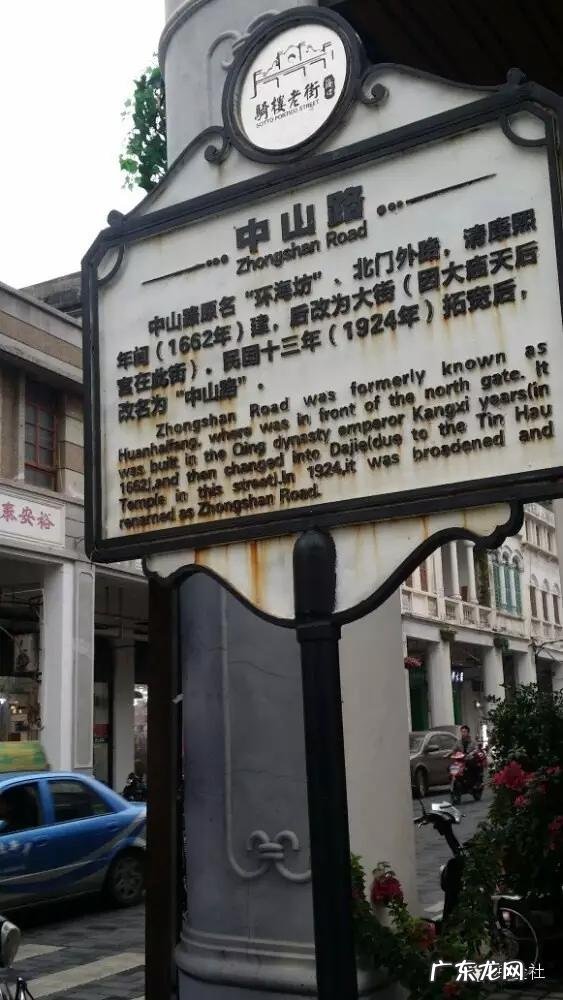 骑楼老街
SOTTO PORTICO STREET
中山路
Zhongshan Road
中山路原名“环海坊”、北门外路，清康熙
年间（1662年）建，后改为大街（因大庙天后
宫在此街）。民国十三年（1924年）拓宽后，
改名为“中山路”。
Zhongshan Road was formerly known as
Huanhaifang, where was in front of the north gate. It
was built in the Qing dynasty emperor Kangxi years(in
1662),and then changed into Dajie(due to the Tin Hau
Temple in this street).In 1924,it was broadened and
renamed as Zhongshan Road.
泰安裕
广东龙网
社